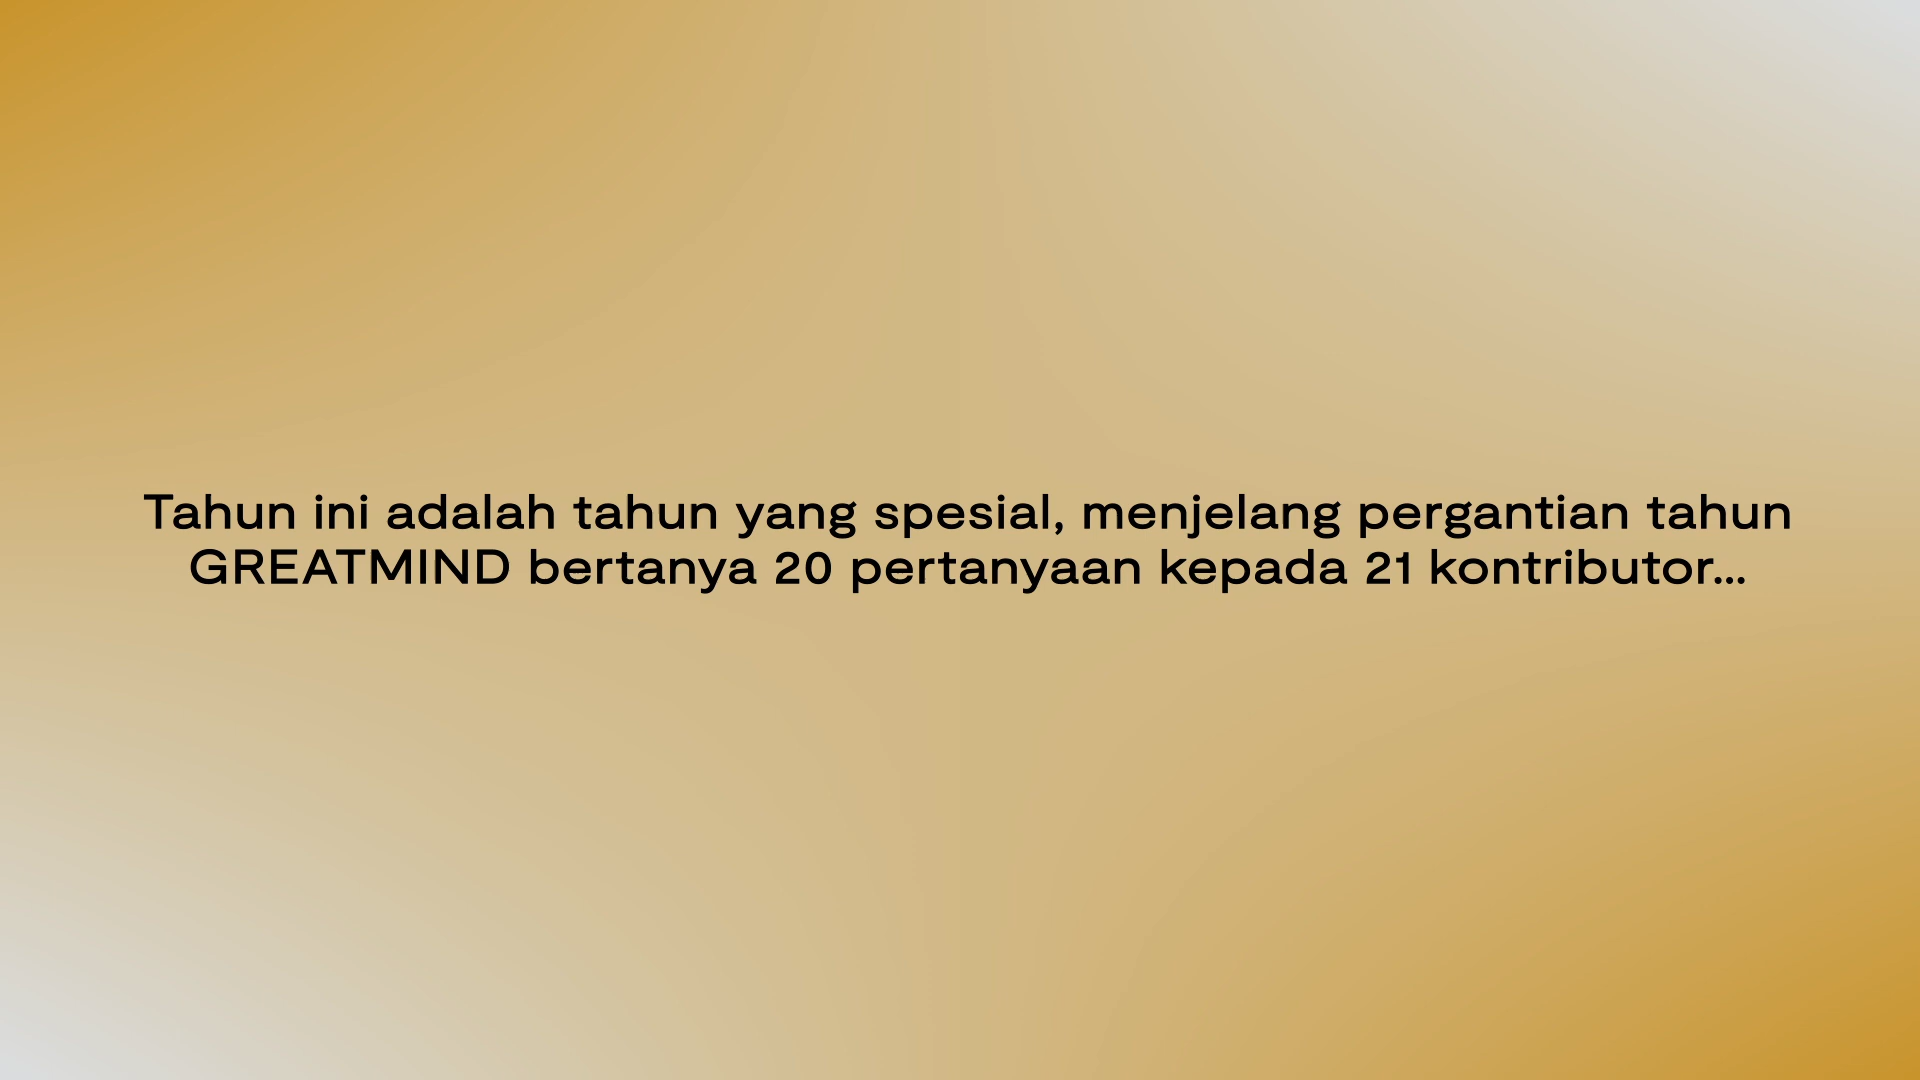 Tahun ini adalah tahun yang spesial, menjelang pergantian tahun
GREATMIND bertanya 20 pertanyaan kepada 21 kontributor...